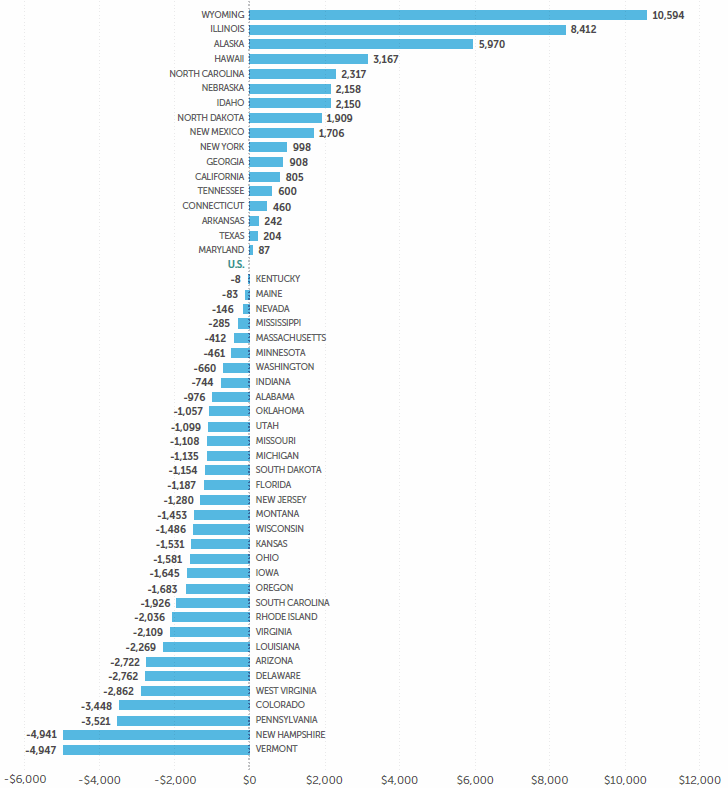 WYOMING 10,594
ILLINOIS 8,412
ALASKA 5,970
HAWAII 3,167
NORTH CAROLINA 2,317
NEBRASKA 2,158
IDAHO 2,150
NORTH DAKOTA 1,909
NEW MEXICO 1,706
NEW YORK 998
GEORGIA 908
CALIFORNIA 805
TENNESSEE 600
CONNECTICUT 460
ARKANSAS 242
TEXAS 204
MARYLAND 87
U.S.
-8 KENTUCKY
-83 MAINE
-146 NEVADA
-285 MISSISSIPPI
-412 MASSACHUSETTS
-461 MINNESOTA
-660 WASHINGTON
-744 INDIANA
-976 ALABAMA
-1,057 OKLAHOMA
-1,099 UTAH
-1,108 MISSOURI
-1,135 MICHIGAN
-1,154 SOUTH DAKOTA
-1,187 FLORIDA
-1,280 NEW JERSEY
-1,453 MONTANA
-1,486 WISCONSIN
-1,531 KANSAS
-1,581 OHIO
-1,645 IOWA
-1,683 OREGON
-1,926 SOUTH CAROLINA
-2,036 RHODE ISLAND
-2,109 VIRGINIA
-2,269 LOUISIANA
-2,722 ARIZONA
-2,762 DELAWARE
-2,862 WEST VIRGINIA
-3,448 COLORADO
-3,521 PENNSYLVANIA
-4,941 NEW HAMPSHIRE
-4,947 VERMONT
-$6,000 -$4,000 -$2,000 $0 $2,000 $4,000 $6,000 $8,000 $10,000 $12,000